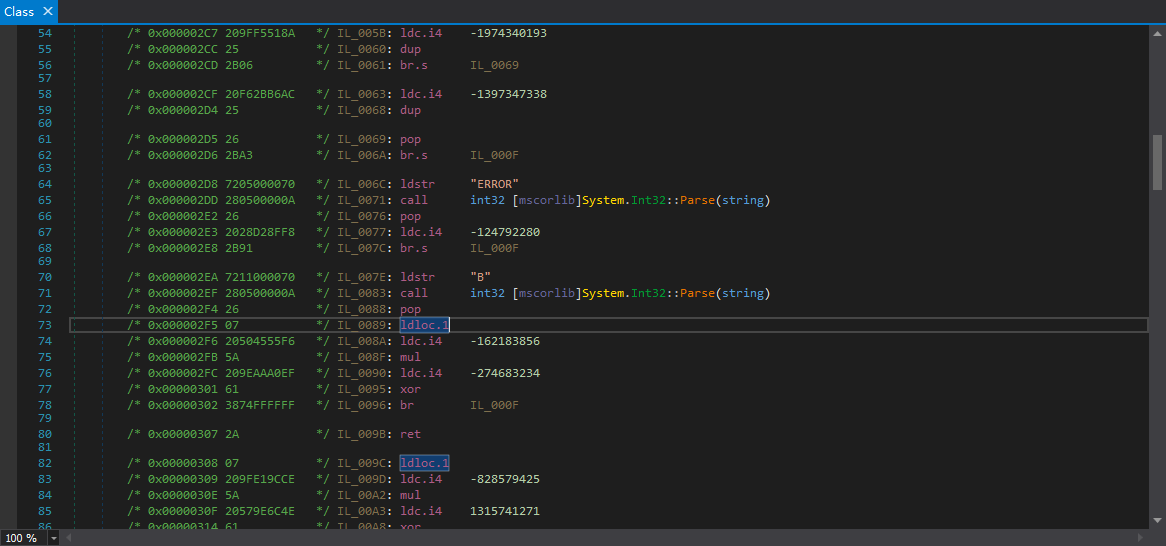 Class ✕
54 /* 0x000002C7 209FF5518A */ IL_005B: ldc.i4 -1974340193
55 /* 0x000002CC 25 */ IL_0060: dup
56 /* 0x000002CD 2B06 */ IL_0061: br.s IL_0069
57
58 /* 0x000002CF 20F62BB6AC */ IL_0063: ldc.i4 -1397347338
59 /* 0x000002D4 25 */ IL_0068: dup
60
61 /* 0x000002D5 26 */ IL_0069: pop
62 /* 0x000002D6 2BA3 */ IL_006A: br.s IL_000F
63
64 /* 0x000002D8 7205000070 */ IL_006C: ldstr "ERROR"
65 /* 0x000002DD 280500000A */ IL_0071: call int32 [mscorlib]System.Int32::Parse(string)
66 /* 0x000002E2 26 */ IL_0076: pop
67 /* 0x000002E3 2028D28FF8 */ IL_0077: ldc.i4 -124792280
68 /* 0x000002E8 2B91 */ IL_007C: br.s IL_000F
69
70 /* 0x000002EA 7211000070 */ IL_007E: ldstr "B"
71 /* 0x000002EF 280500000A */ IL_0083: call int32 [mscorlib]System.Int32::Parse(string)
72 /* 0x000002F4 26 */ IL_0088: pop
73 /* 0x000002F5 07 */ IL_0089: ldloc.1
74 /* 0x000002F6 20504555F6 */ IL_008A: ldc.i4 -162183856
75 /* 0x000002FB 5A */ IL_008F: mul
76 /* 0x000002FC 209EAAA0EF */ IL_0090: ldc.i4 -274683234
77 /* 0x00000301 61 */ IL_0095: xor
78 /* 0x00000302 3874FFFFFF */ IL_0096: br IL_000F
79
80 /* 0x00000307 2A */ IL_009B: ret
81
82 /* 0x00000308 07 */ IL_009C: ldloc.1
83 /* 0x00000309 209FE19CCE */ IL_009D: ldc.i4 -828579425
84 /* 0x0000030E 5A */ IL_00A2: mul
85 /* 0x0000030F 20579E6C4E */ IL_00A3: ldc.i4 1315741271
86 /* 0x00000314 61 */ IL_00A8: xor
100 %